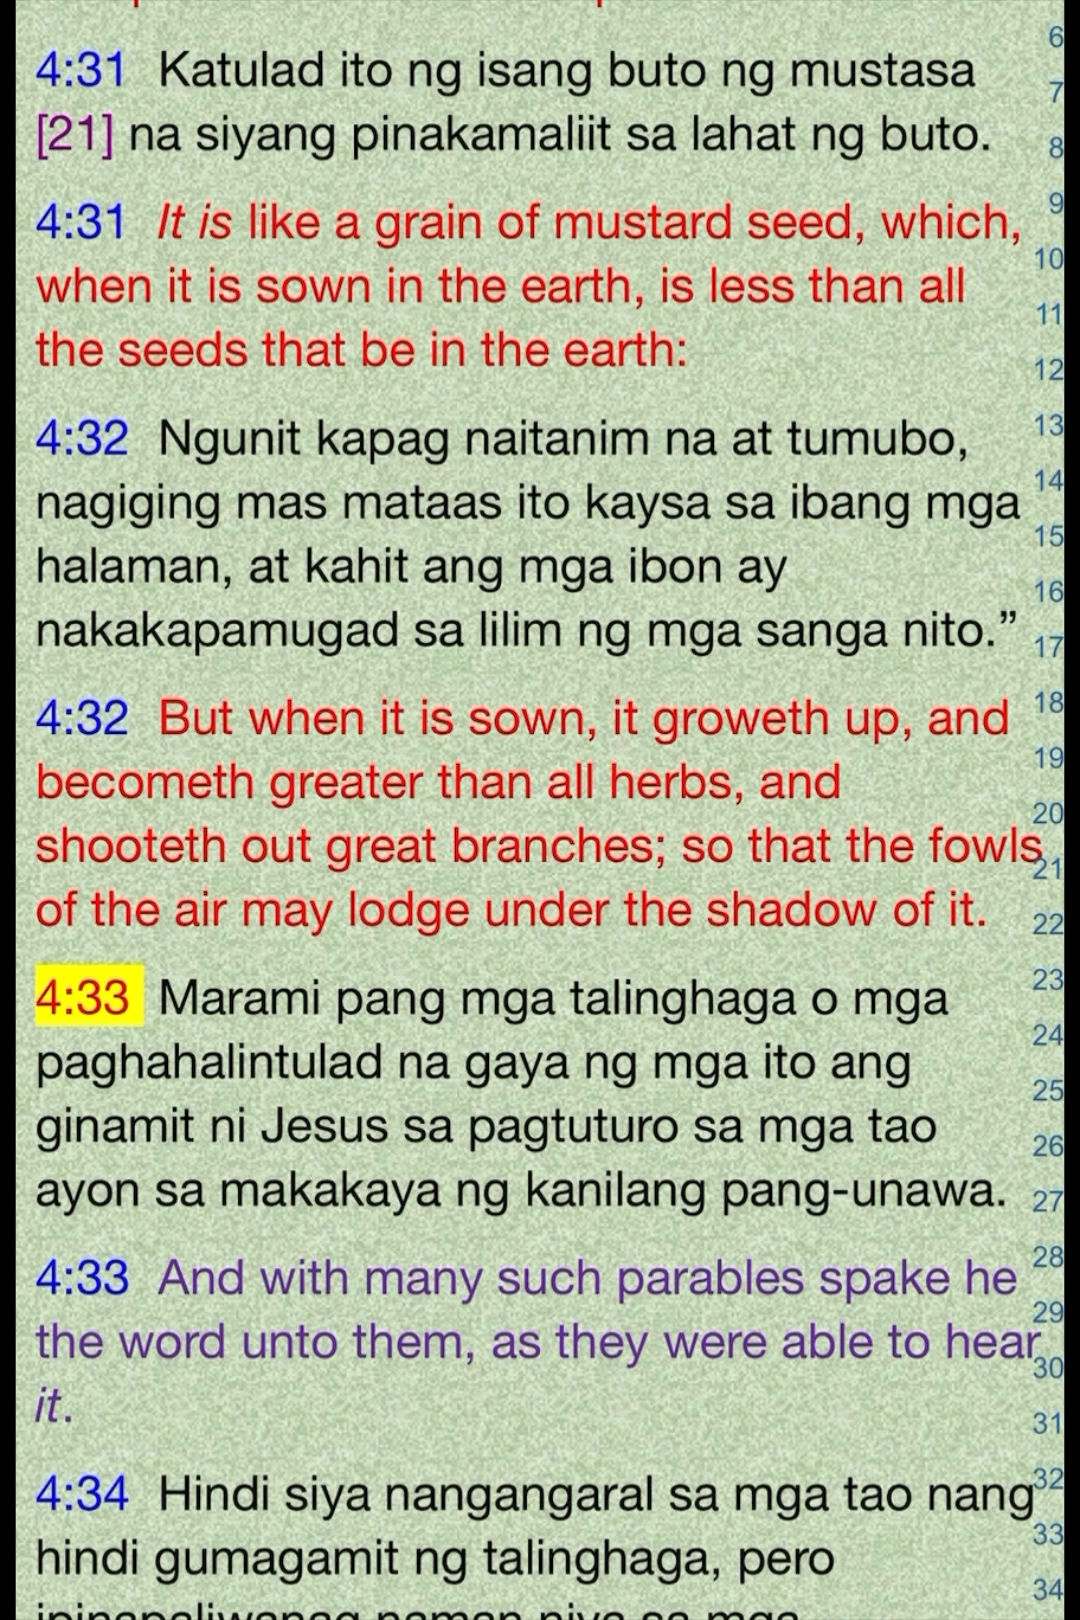 4:31 Katulad ito ng isang buto ng mustasa
[21] na siyang pinakamaliit sa lahat ng buto.
4:31 It is like a grain of mustard seed, which,
when it is sown in the earth, is less than all
the seeds that be in the earth:
4:32 Ngunit kapag naitanim na at tumubo,
nagiging mas mataas ito kaysa sa ibang mga
halaman, at kahit ang mga ibon ay
nakakapamugad sa lilim ng mga sanga nito.”
4:32 But when it is sown, it groweth up, and
becometh greater than all herbs, and
shooteth out great branches; so that the fowls
of the air may lodge under the shadow of it.
4:33 Marami pang mga talinghaga o mga
paghahalintulad na gaya ng mga ito ang
ginamit ni Jesus sa pagtuturo sa mga tao
ayon sa makakaya ng kanilang pang-unawa.
4:33 And with many such parables spake he
the word unto them, as they were able to hear
it.
4:34 Hindi siya nangangaral sa mga tao nang
hindi gumagamit ng talinghaga, pero
6
7
8
9
10
11
12
13
14
15
16
17
18
19
20
21
22
23
24
25
26
27
28
29
30
31
32
33
34